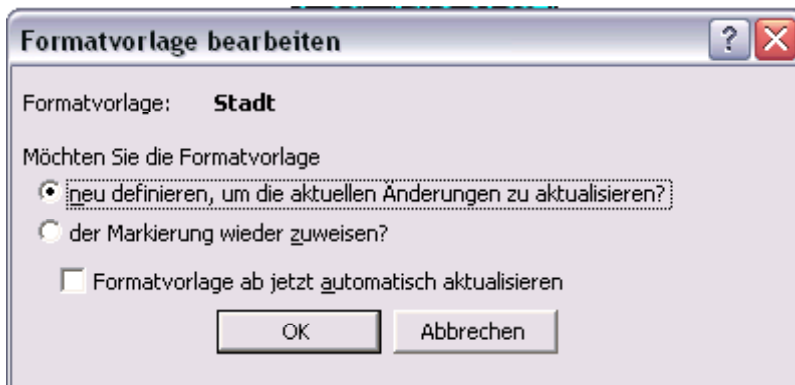 Formatvorlage bearbeiten
Formatvorlage: Stadt
Möchten Sie die Formatvorlage
neu definieren, um die aktuellen Änderungen zu aktualisieren?
der Markierung wieder zuweisen?
Formatvorlage ab jetzt automatisch aktualisieren
OK Abbrechen